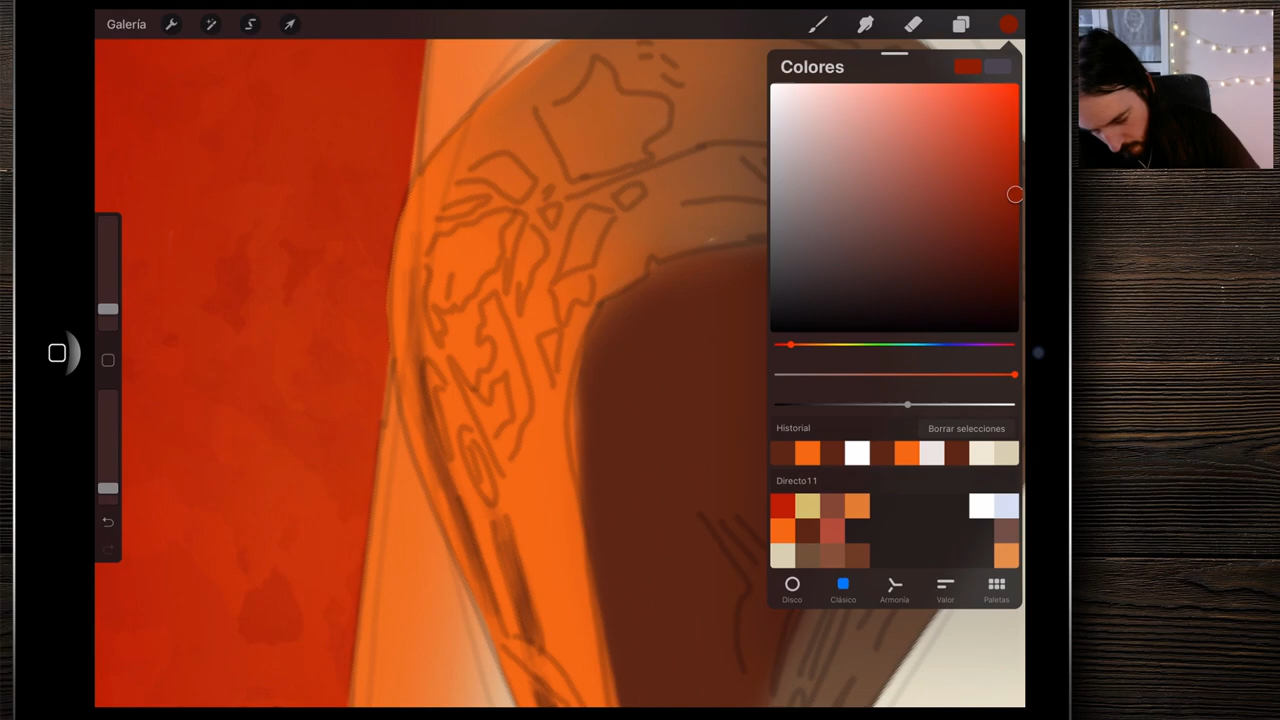 Galería
Colores
Historial
Borrar selecciones
Directo11
Disco
Clásico
Armonía
Valor
Paletas